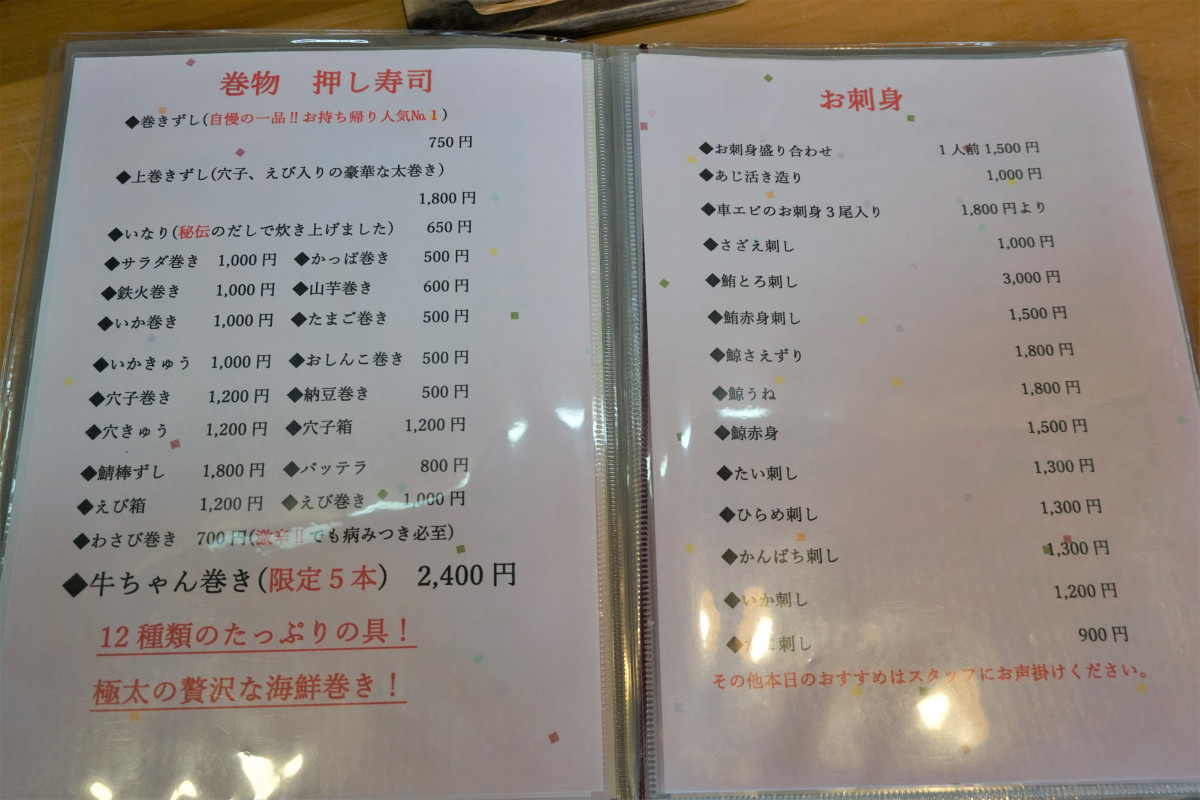 巻物　押し寿司
◆巻きずし(自慢の一品!!お持ち帰り人気№1)
750円
◆上巻きずし(穴子、えび入りの豪華な太巻き)
1,800円
◆いなり(秘伝のだしで炊き上げました)　650円
◆サラダ巻き　1,000円　◆かっぱ巻き　500円
◆鉄火巻き　1,000円　◆山芋巻き　600円
◆いか巻き　1,000円　◆たまご巻き　500円
◆いかきゅう　1,000円　◆おしんこ巻き　500円
◆穴子巻き　1,200円　◆納豆巻き　500円
◆穴きゅう　1,200円　◆穴子箱　1,200円
◆鯖棒ずし　1,800円　◆バッテラ　800円
◆えび箱　1,200円　◆えび巻き　1,000円
◆わさび巻き　700円(激辛!!でも病みつき必至)
◆牛ちゃん巻き(限定5本)　2,400円
12種類のたっぷりの具！
極太の贅沢な海鮮巻き！
お刺身
◆お刺身盛り合わせ　1人前1,500円
◆あじ活き造り　1,000円
◆車エビのお刺身3尾入り　1,800円より
◆さざえ刺し　1,000円
◆鮪とろ刺し　3,000円
◆鮪赤身刺し　1,500円
◆鯨さえずり　1,800円
◆鯨うね　1,800円
◆鯨赤身　1,500円
◆たい刺し　1,300円
◆ひらめ刺し　1,300円
◆かんぱち刺し　1,300円
◆いか刺し　1,200円
◆たこ刺し　900円
その他本日のおすすめはスタッフにお声掛けください。